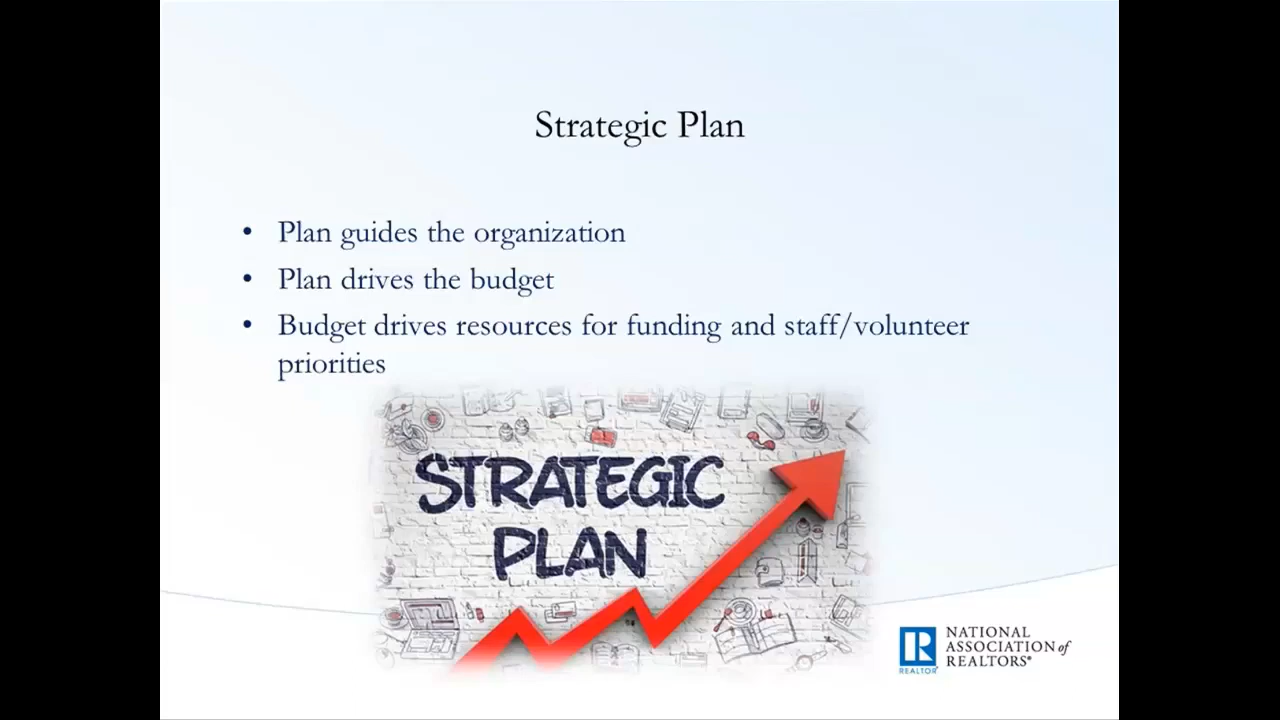 Strategic Plan
• Plan guides the organization
• Plan drives the budget
• Budget drives resources for funding and staff/volunteer
priorities
STRATEGIC
PLAN
NATIONAL
ASSOCIATION of
REALTORS®
REALTOR®